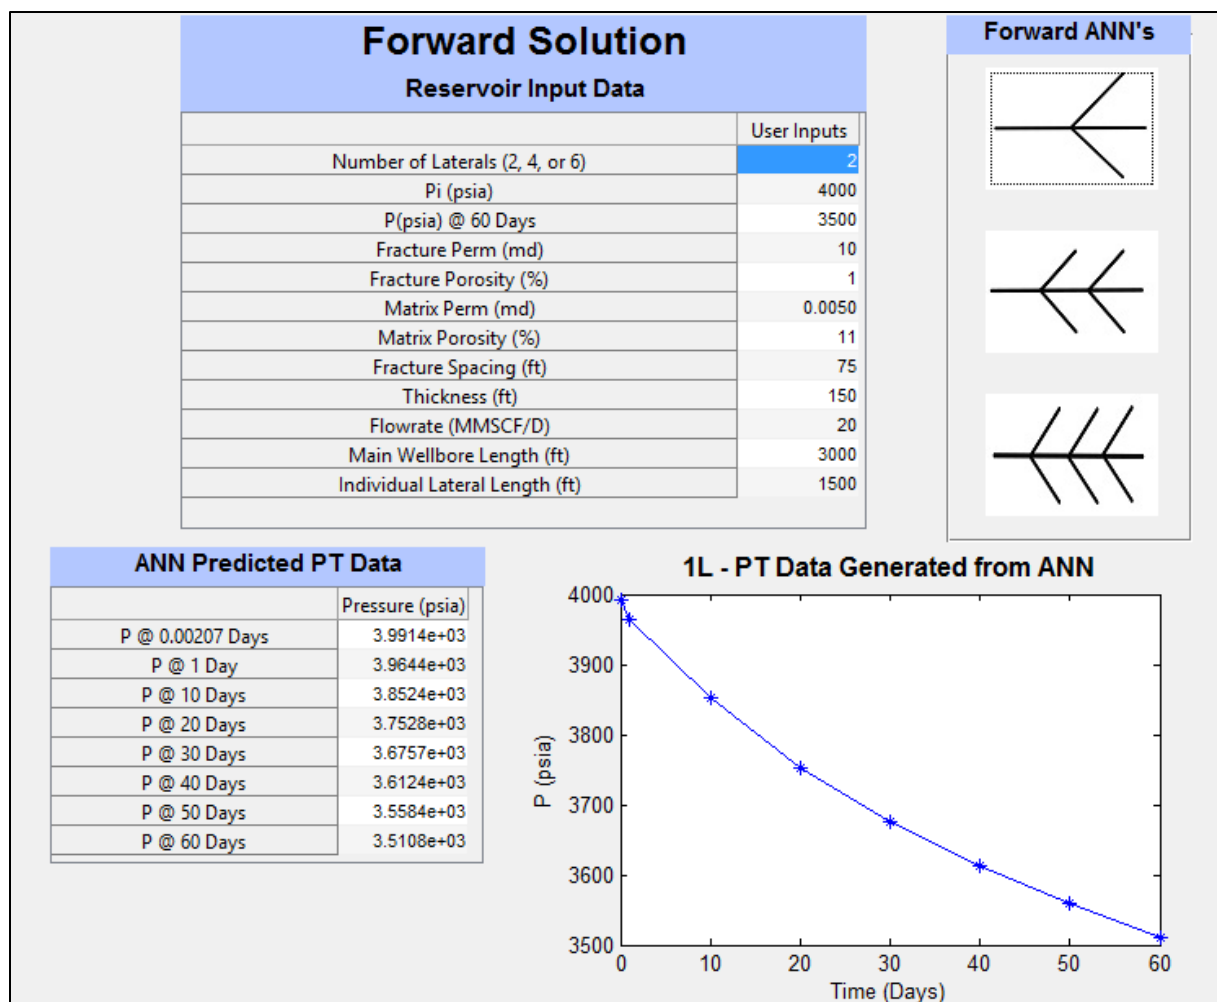 Forward Solution
Reservoir Input Data
User Inputs
Number of Laterals (2, 4, or 6) 2
Pi (psia) 4000
P(psia) @ 60 Days 3500
Fracture Perm (md) 10
Fracture Porosity (%) 1
Matrix Perm (md) 0.0050
Matrix Porosity (%) 11
Fracture Spacing (ft) 75
Thickness (ft) 150
Flowrate (MMSCF/D) 20
Main Wellbore Length (ft) 3000
Individual Lateral Length (ft) 1500
Forward ANN's
ANN Predicted PT Data
Pressure (psia)
P @ 0.00207 Days 3.9914e+03
P @ 1 Day 3.9644e+03
P @ 10 Days 3.8524e+03
P @ 20 Days 3.7528e+03
P @ 30 Days 3.6757e+03
P @ 40 Days 3.6124e+03
P @ 50 Days 3.5584e+03
P @ 60 Days 3.5108e+03
1L - PT Data Generated from ANN
4000
3900
3800
3700
3600
3500
P (psia)
0 10 20 30 40 50 60
Time (Days)